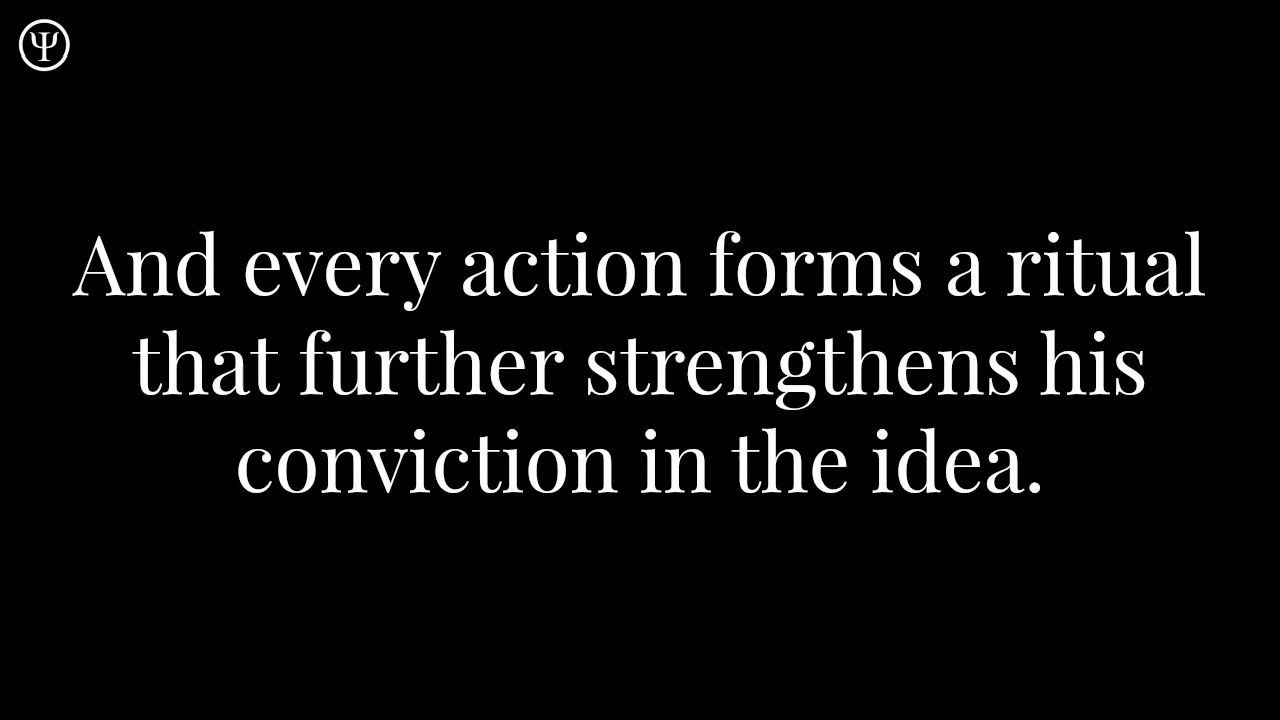 Ψ
And every action forms a ritual
that further strengthens his
conviction in the idea.